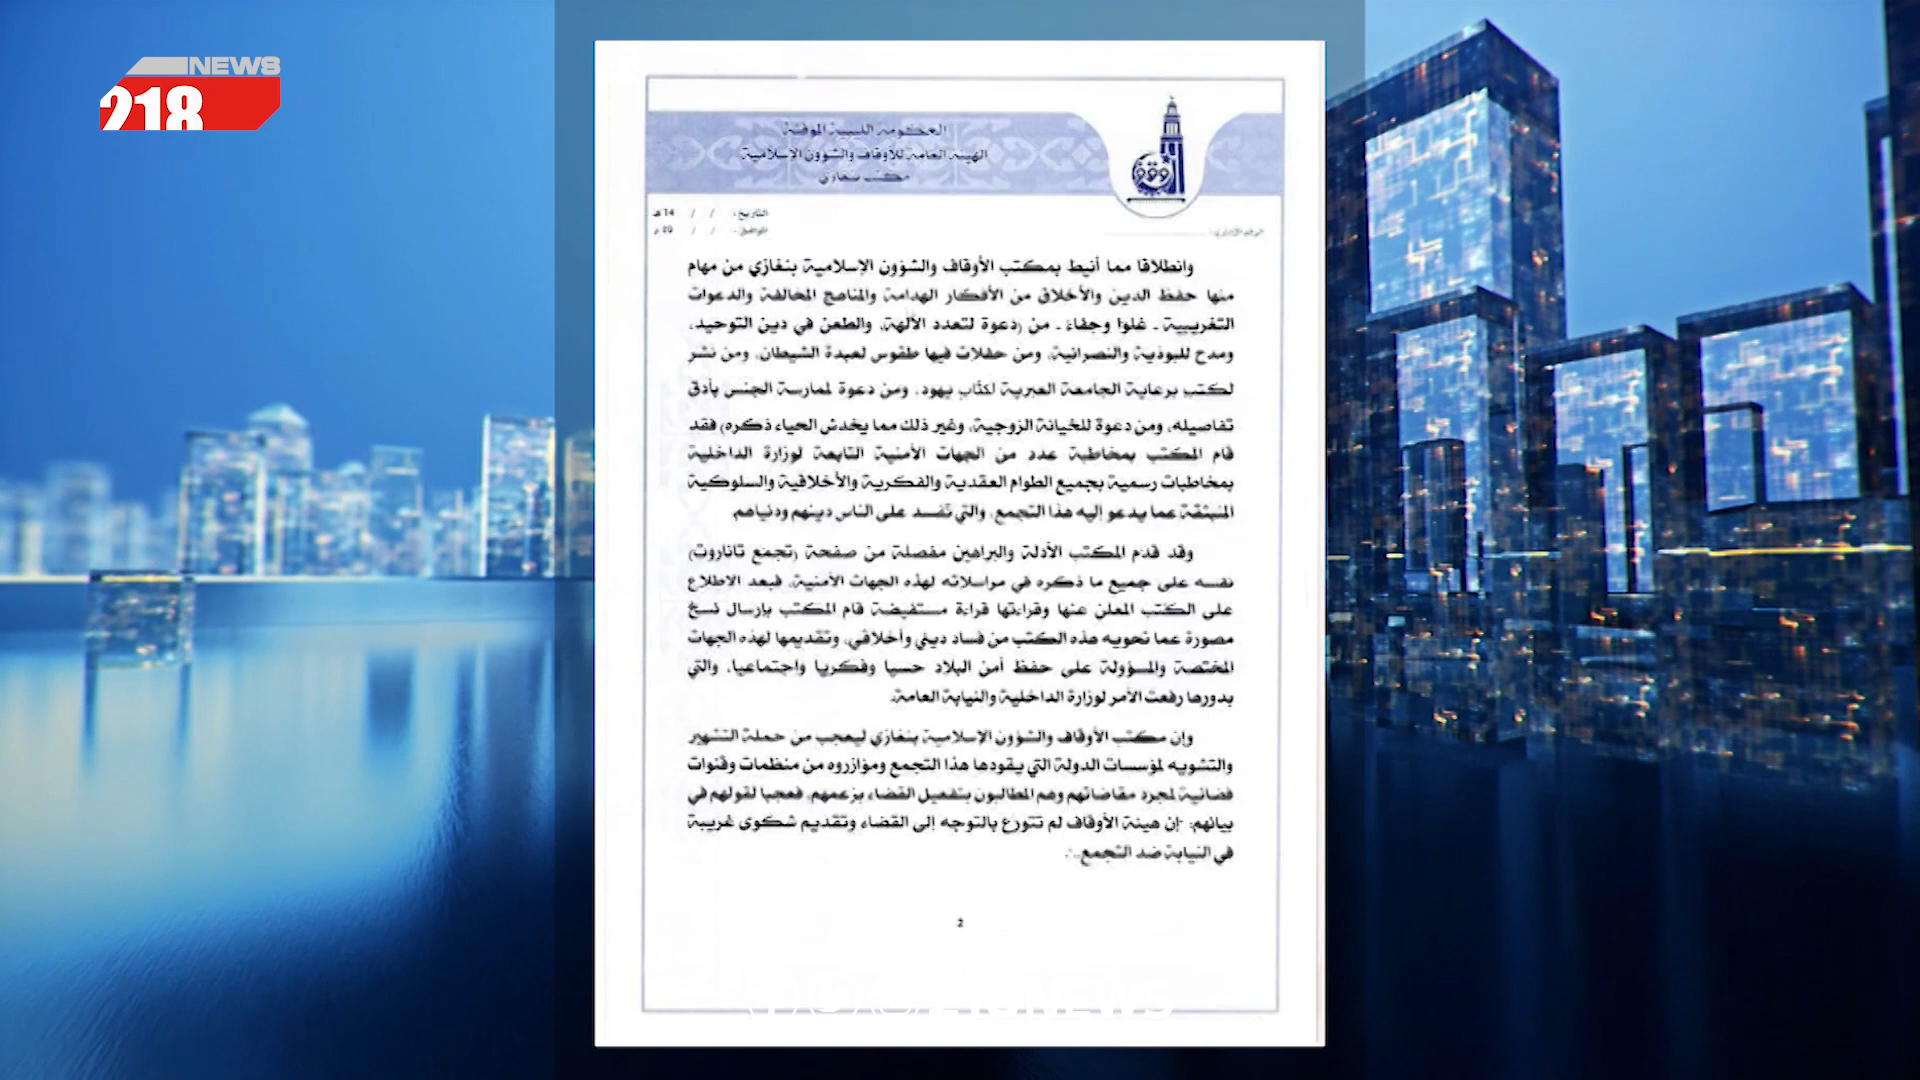 NEWS
218
الحكومة الليبية المؤقتة
الهيئة العامة للأوقاف والشؤون الإسلامية
مكتب بنغازي
التاريخ: / / 14هـ
الموافق: / / م
وانطلاقا مما أنيط بمكتب الأوقاف والشؤون الإسلامية ببنغازي من مهام
منها حفظ الدين والأخلاق من الأفكار الهدامة والمناهج المخالفة والدعوات
التغريبية ـ غلوا وجفاءً ـ من (دعوة لتعدد الآلهة، والطعن في دين التوحيد،
ومدح للبوذية والنصرانية، ومن حفلات فيها طقوس لعبدة الشيطان، ومن نشر
لكتب برعاية الجامعة العبرية لكتّاب يهود، ومن دعوة لممارسة الجنس بأدق
تفاصيله، ومن دعوة للخيانة الزوجية، وغير ذلك مما يخدش الحياء ذكره) فقد
قام المكتب بمخاطبة عدد من الجهات الأمنية التابعة لوزارة الداخلية
بمخاطبات رسمية بجميع الطوام العقدية والفكرية والأخلاقية والسلوكية
المنبثقة عما يدعو إليه هذا التجمع، والتي تفسد على الناس دينهم ودنياهم.
وقد قدم المكتب الأدلة والبراهين مفصلة من صفحة (تجمع تاناروت)
نفسه على جميع ما ذكره في مراسلاته لهذه الجهات الأمنية، فبعد الاطلاع
على الكتب المعلن عنها وقراءتها قراءة مستفيضة قام المكتب بإرسال نسخ
مصورة عما تحويه هذه الكتب من فساد ديني وأخلاقي، وتقديمها لهذه الجهات
المختصة والمسؤولة على حفظ أمن البلاد حسيا وفكريا واجتماعيا، والتي
بدورها رفعت الأمر لوزارة الداخلية والنيابة العامة.
وإن مكتب الأوقاف والشؤون الإسلامية ببنغازي ليعجب من حملة التشهير
والتشويه لمؤسسات الدولة التي يقودها هذا التجمع ومؤازروه من منظمات وقنوات
فضائية لمجرد مقاضاتهم وهم المطالبون بتفعيل القضاء بزعمهم، فعجبا لقولهم في
بيانهم: "إن هيئة الأوقاف لم تتورع بالتوجه إلى القضاء وتقديم شكوى غريبة
في النيابة ضد التجمع..".
2
218NEWS